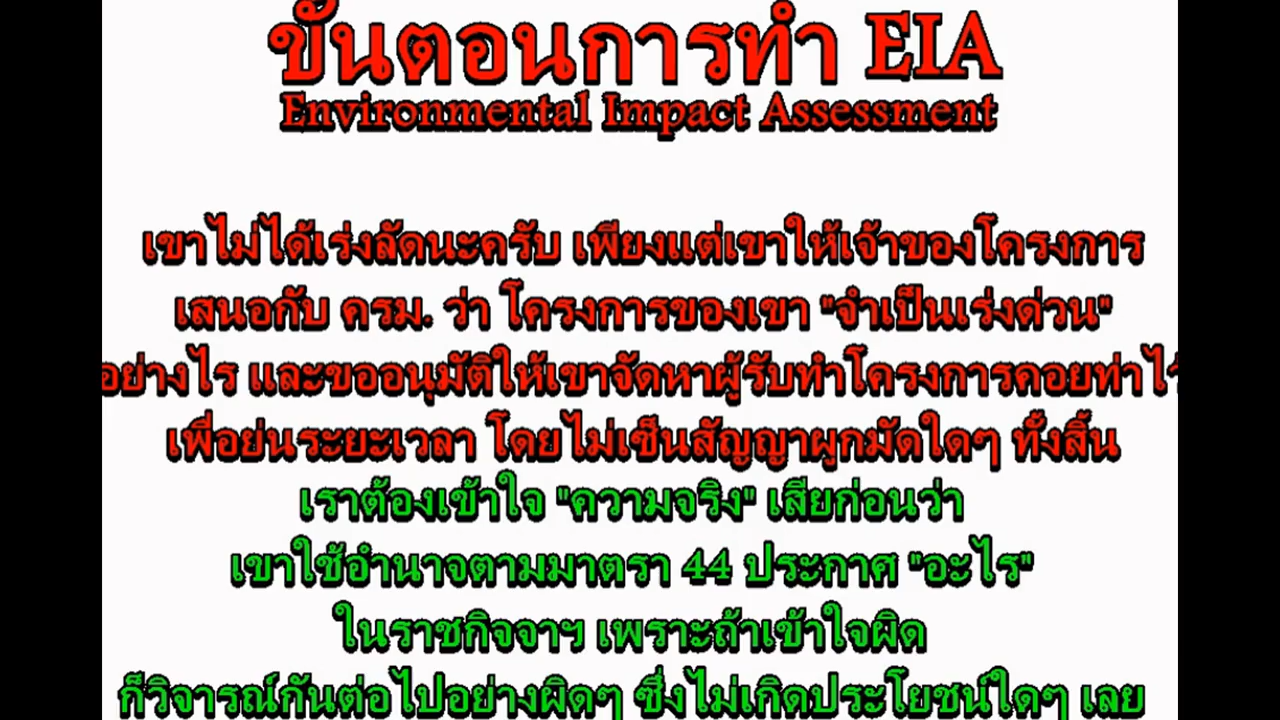 ขั้นตอนการทำ EIA
Environmental Impact Assessment
เขาไม่ได้เร่งลัดนะครับ เพียงแต่เขาให้เจ้าของโครงการ
เสนอกับ ครม. ว่า โครงการของเขา "จำเป็นเร่งด่วน"
อย่างไร และขออนุมัติให้เขาจัดหาผู้รับทำโครงการคอยท่าไว้
เพื่อย่นระยะเวลา โดยไม่เซ็นสัญญาผูกมัดใดๆ ทั้งสิ้น
เราต้องเข้าใจ "ความจริง" เสียก่อนว่า
เขาใช้อำนาจตามมาตรา 44 ประกาศ "อะไร"
ในราชกิจจาฯ เพราะถ้าเข้าใจผิด
ก็วิจารณ์กันต่อไปอย่างผิดๆ ซึ่งไม่เกิดประโยชน์ใดๆ เลย